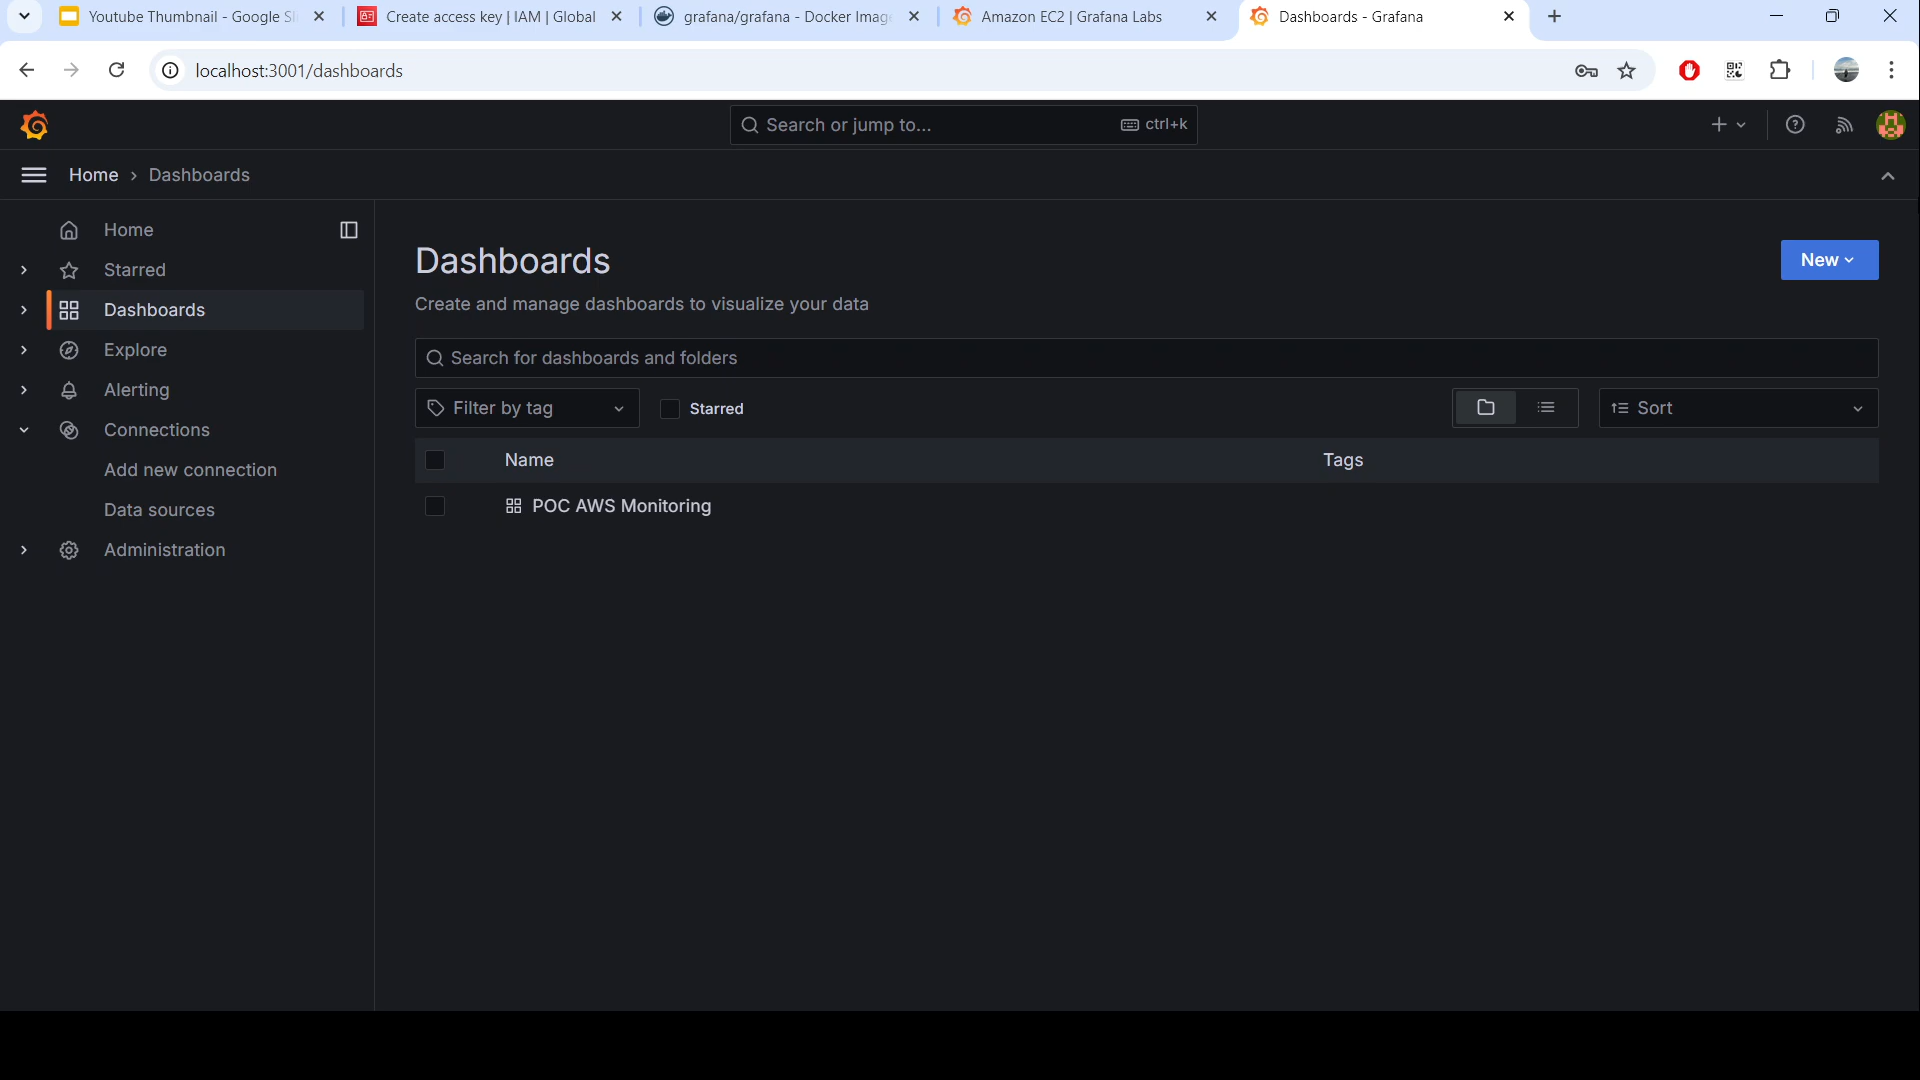 Youtube Thumbnail - Google Sl
Create access key | IAM | Global
grafana/grafana - Docker Imag
Amazon EC2 | Grafana Labs
Dashboards - Grafana
localhost:3001/dashboards
Search or jump to...
ctrl+k
Home
Dashboards
Home
Starred
Dashboards
Explore
Alerting
Connections
Add new connection
Data sources
Administration
Dashboards
New
Create and manage dashboards to visualize your data
Search for dashboards and folders
Filter by tag
Starred
Sort
Name
Tags
POC AWS Monitoring